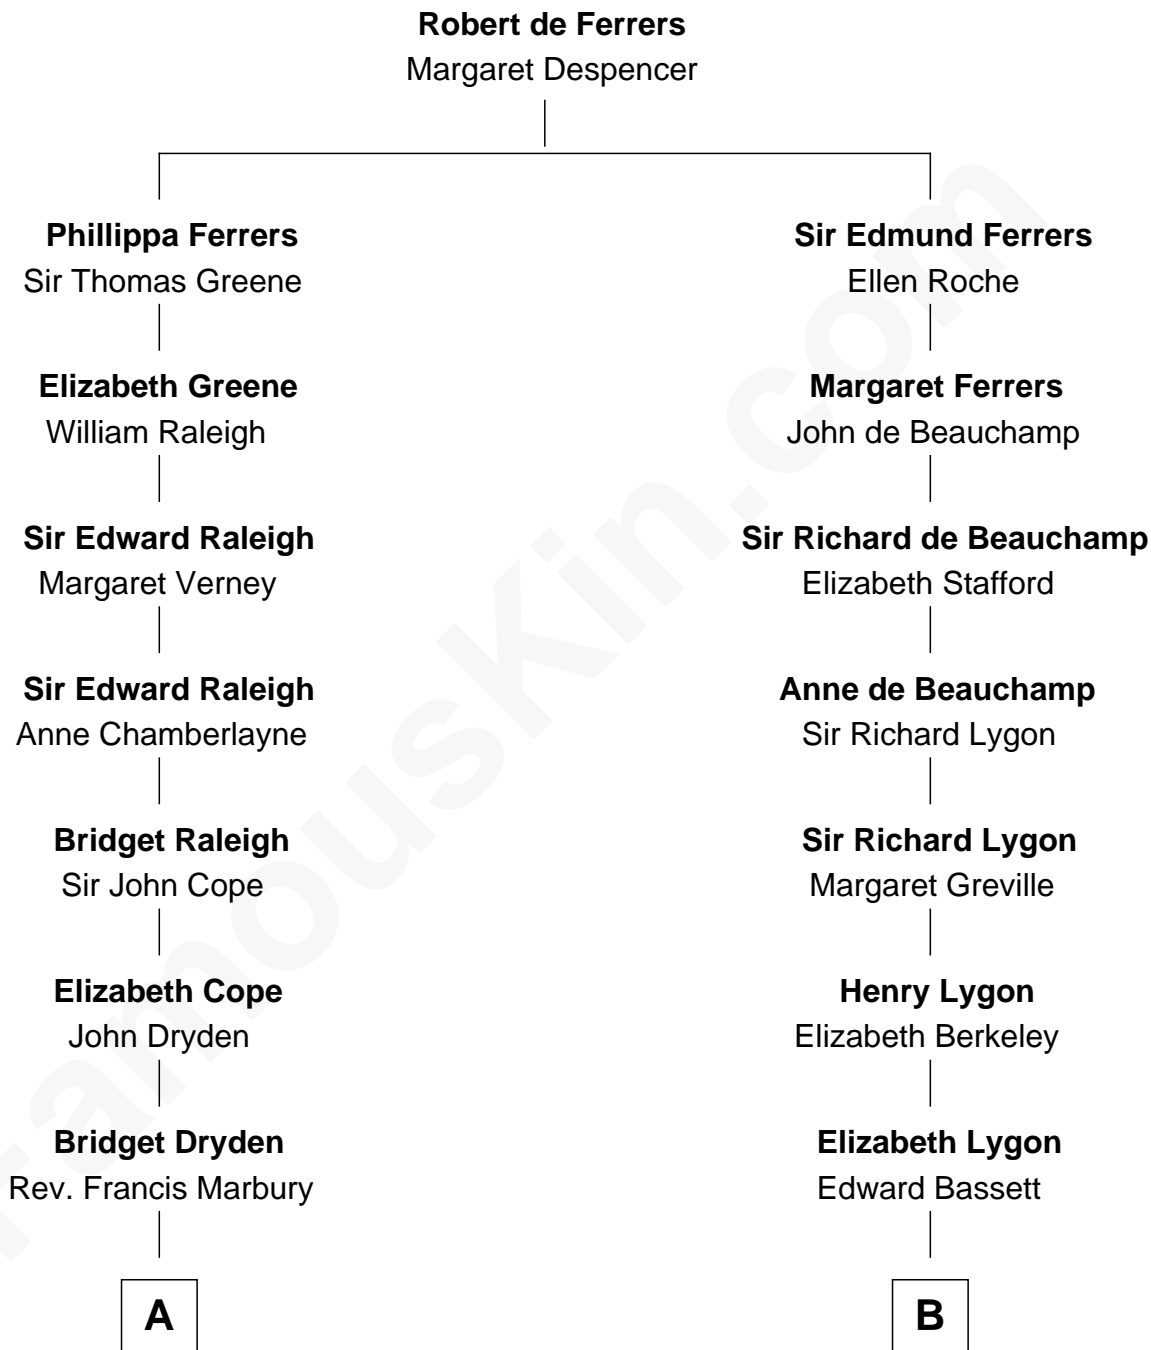 Robert de Ferrers
Margaret Despencer
Phillippa Ferrers
Sir Thomas Greene
Elizabeth Greene
William Raleigh
Sir Edward Raleigh
Margaret Verney
Sir Edward Raleigh
Anne Chamberlayne
Bridget Raleigh
Sir John Cope
Elizabeth Cope
John Dryden
Bridget Dryden
Rev. Francis Marbury
A
Sir Edmund Ferrers
Ellen Roche
Margaret Ferrers
John de Beauchamp
Sir Richard de Beauchamp
Elizabeth Stafford
Anne de Beauchamp
Sir Richard Lygon
Sir Richard Lygon
Margaret Greville
Henry Lygon
Elizabeth Berkeley
Elizabeth Lygon
Edward Bassett
B
famouskin.com